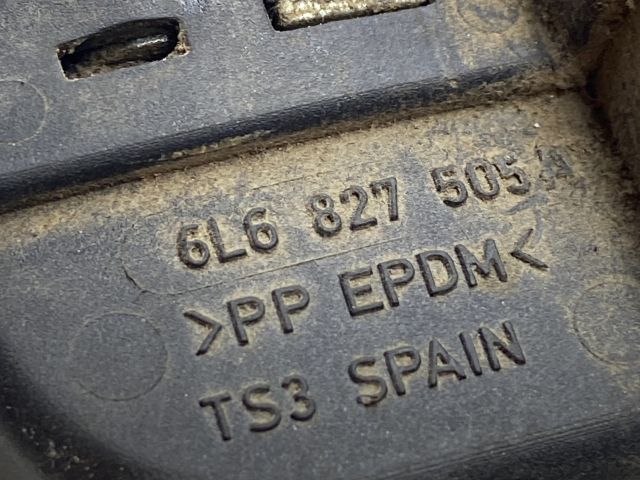 6L6 827 505 A
>PP EPDM<
TS3 SPAIN